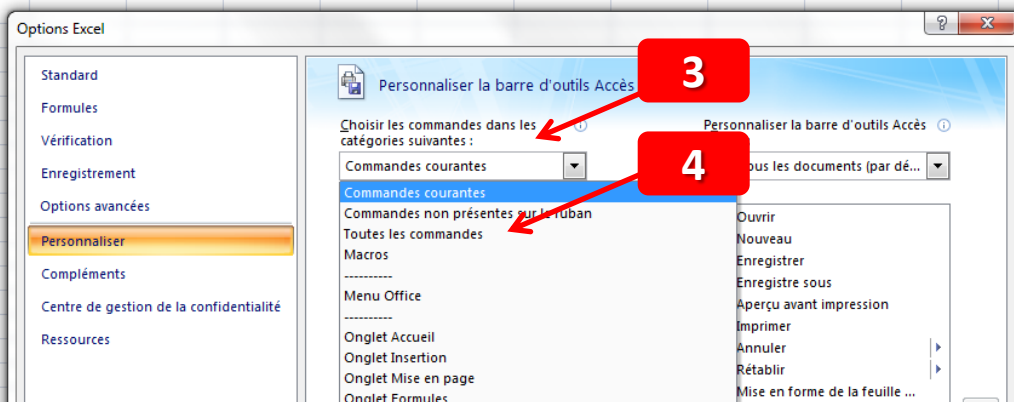 Options Excel
Standard
Formules
Vérification
Enregistrement
Options avancées
Personnaliser
Compléments
Centre de gestion de la confidentialité
Ressources
Personnaliser la barre d'outils Accès
3
Choisir les commandes dans les
catégories suivantes :
Commandes courantes
4
Commandes courantes
Commandes non présentes sur le ruban
Toutes les commandes
Macros
----------
Menu Office
----------
Onglet Accueil
Onglet Insertion
Onglet Mise en page
Onglet Formules
Personnaliser la barre d'outils Accès
ous les documents (par dé...
Ouvrir
Nouveau
Enregistrer
Enregistre sous
Aperçu avant impression
Imprimer
Annuler
Rétablir
Mise en forme de la feuille ...